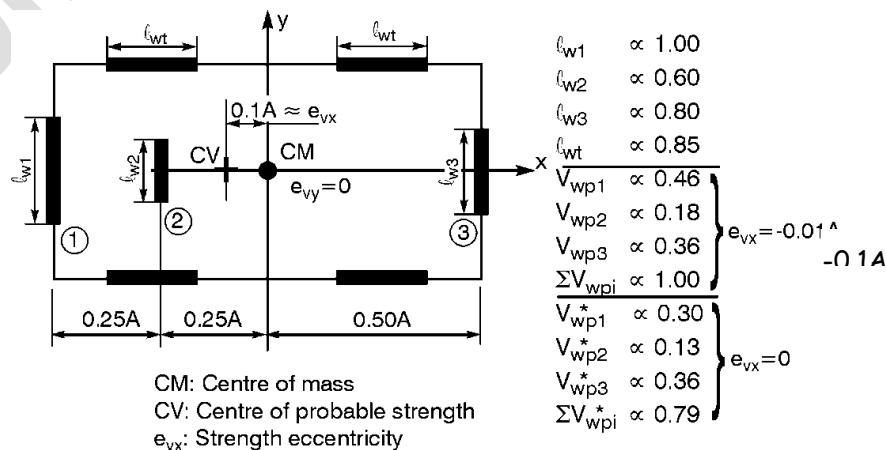 ℓwt
ℓwt
y
0.1A ≈ evx
ℓw1
ℓw2
CV
CM
ℓw3
x
evy=0
1
2
3
0.25A
0.25A
0.50A
CM: Centre of mass
CV: Centre of probable strength
evx: Strength eccentricity
ℓw1 ∝ 1.00
ℓw2 ∝ 0.60
ℓw3 ∝ 0.80
ℓwt ∝ 0.85
Vwp1 ∝ 0.46
Vwp2 ∝ 0.18
Vwp3 ∝ 0.36
ΣVwpi ∝ 1.00
evx=-0.01
-0.1A
V*wp1 ∝ 0.30
V*wp2 ∝ 0.13
V*wp3 ∝ 0.36
ΣV*wpi ∝ 0.79
evx=0